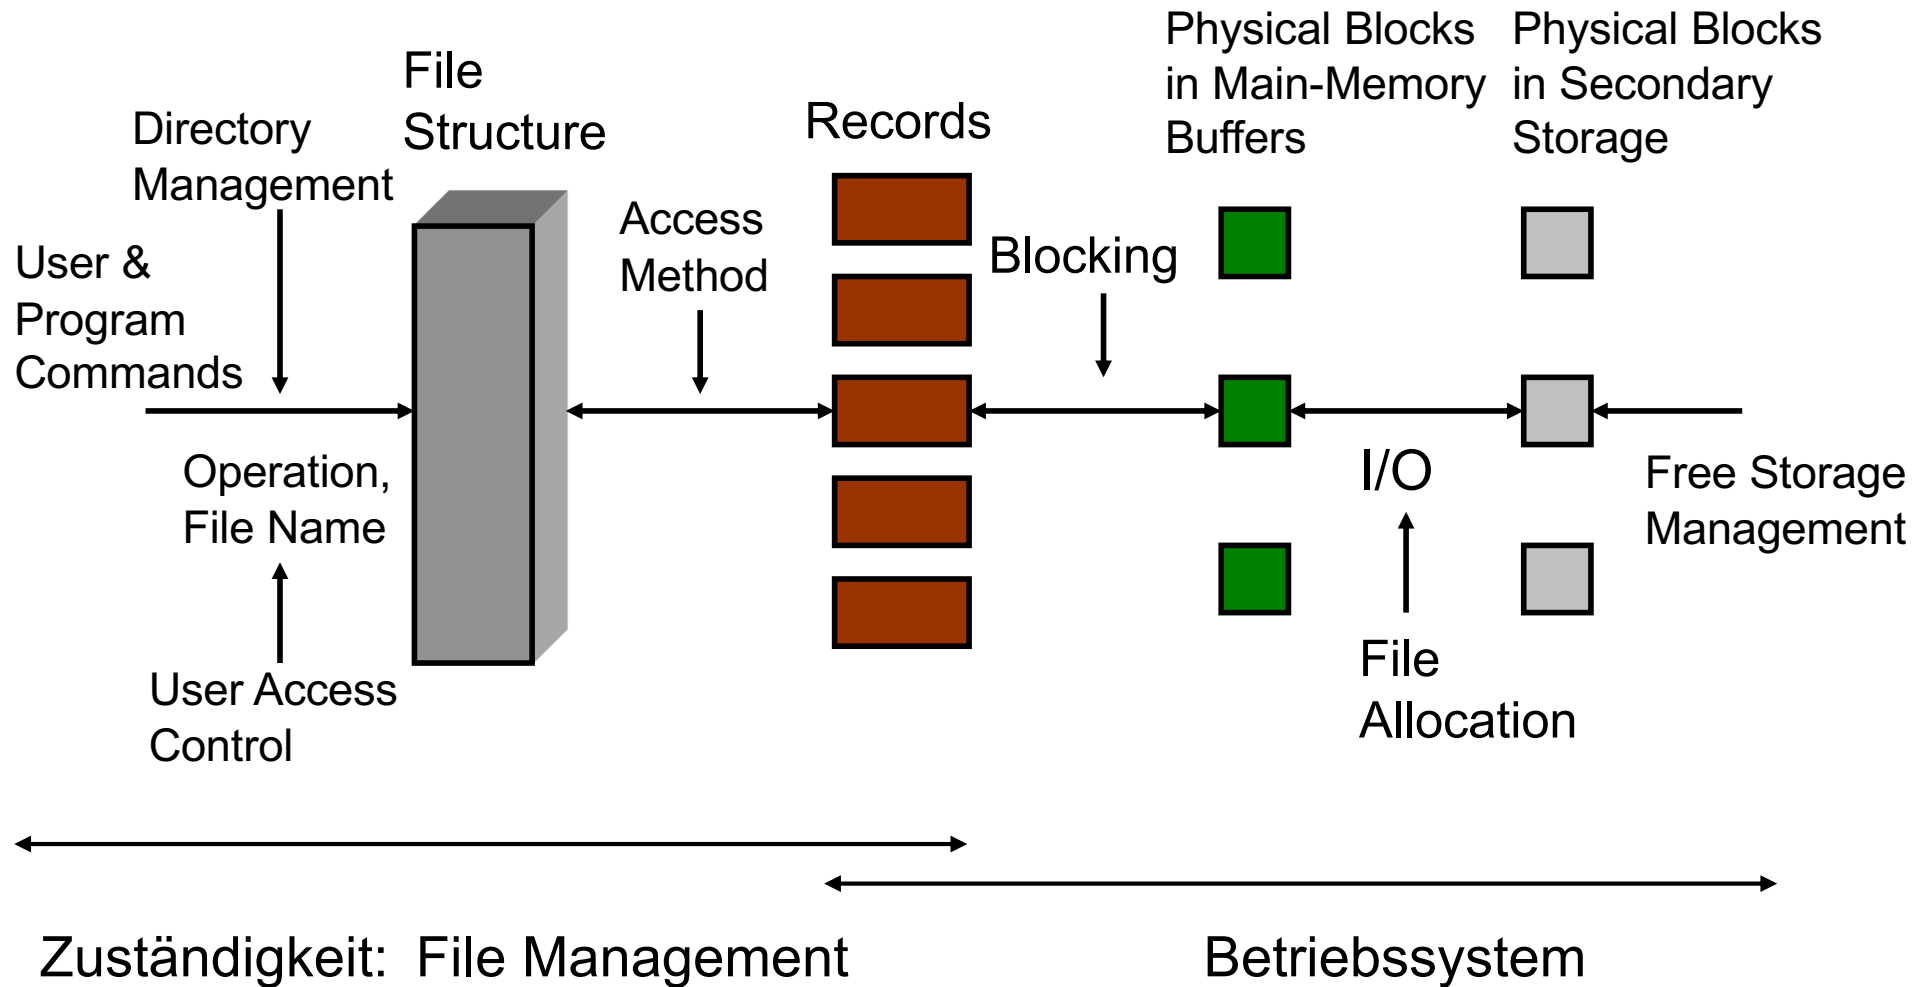 Physical Blocks
in Main-Memory
Buffers
Physical Blocks
in Secondary
Storage
File
Structure
Records
Directory
Management
Access
Method
Blocking
User &
Program
Commands
Operation,
File Name
I/O
Free Storage
Management
User Access
Control
File
Allocation
Zuständigkeit: File Management
Betriebssystem